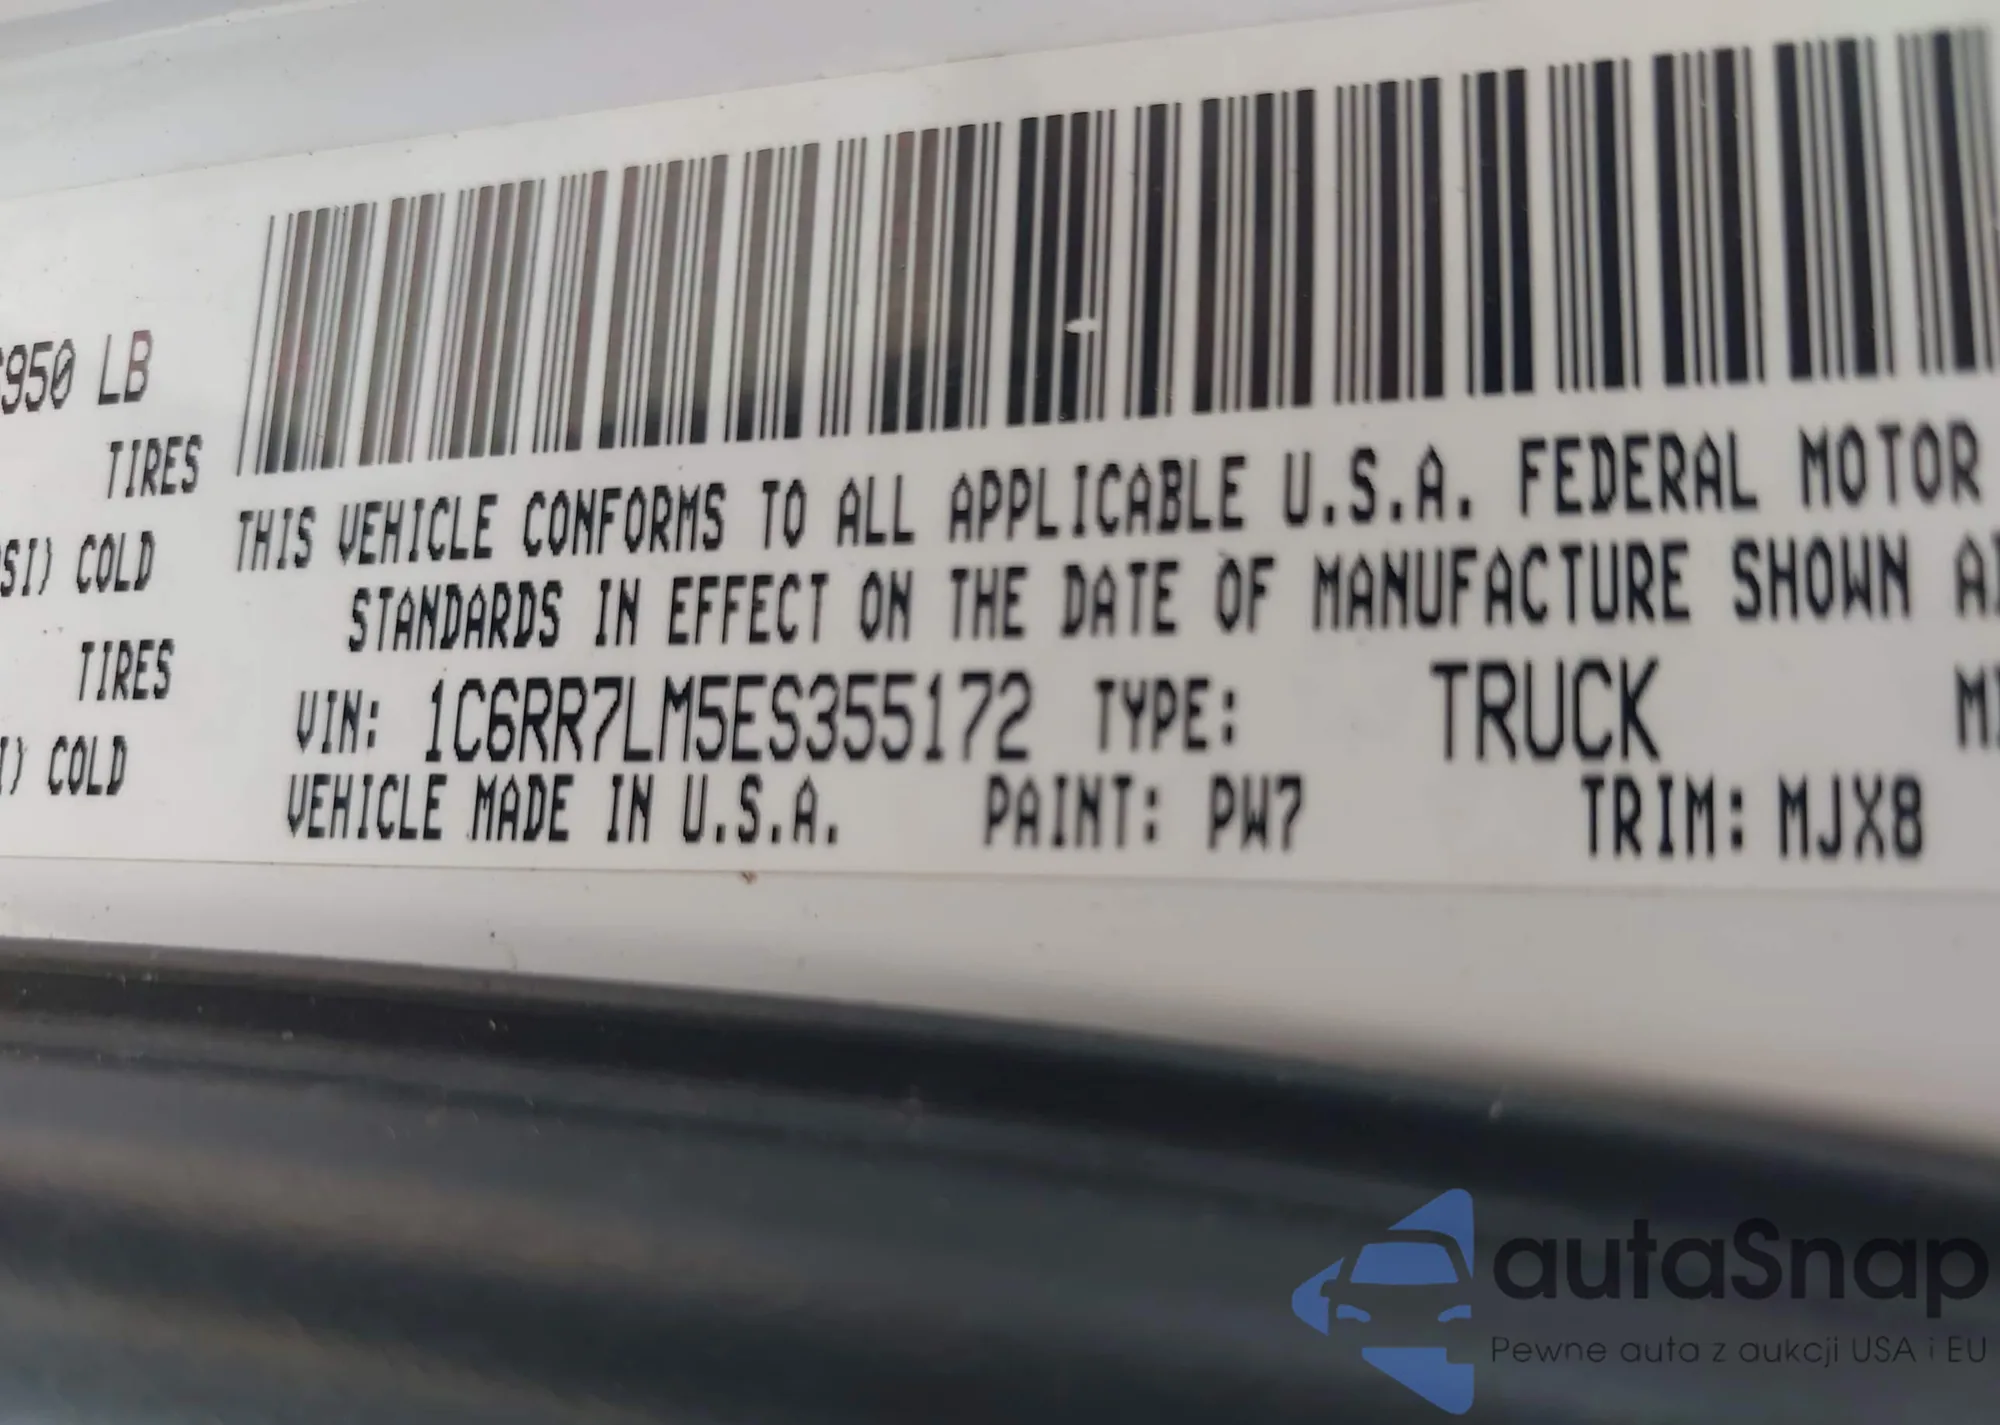 950 LB
TIRES
COLD
TIRES
COLD
THIS VEHICLE CONFORMS TO ALL APPLICABLE U.S.A. FEDERAL MOTOR
STANDARDS IN EFFECT ON THE DATE OF MANUFACTURE SHOWN
VIN: 1C6RR7LM5ES355172 TYPE: TRUCK
VEHICLE MADE IN U.S.A. PAINT: PW7 TRIM: MJX8
autaSnap
Pewne auta z aukcji USA i EU